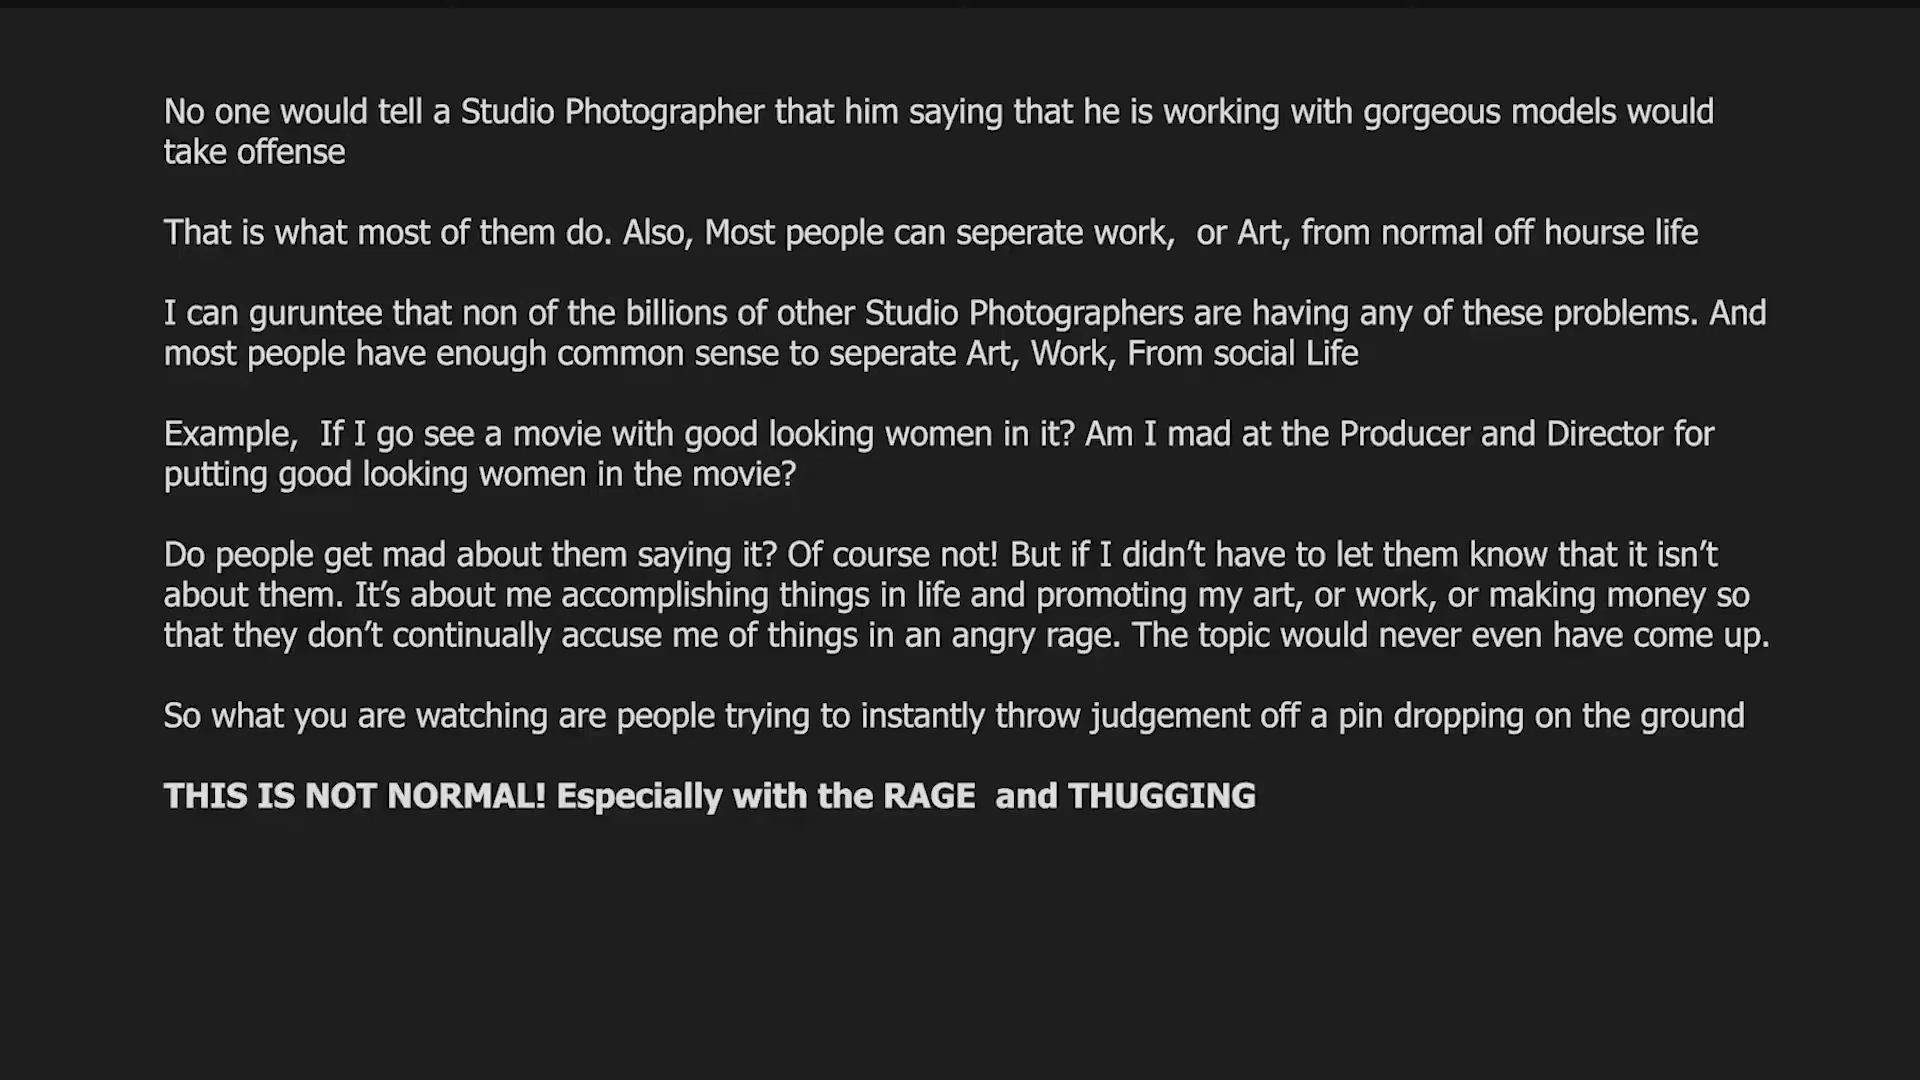 No one would tell a Studio Photographer that him saying that he is working with gorgeous models would
take offense
That is what most of them do. Also, Most people can seperate work,  or Art, from normal off hourse life
I can guruntee that non of the billions of other Studio Photographers are having any of these problems. And
most people have enough common sense to seperate Art, Work, From social Life
Example,  If I go see a movie with good looking women in it? Am I mad at the Producer and Director for
putting good looking women in the movie?
Do people get mad about them saying it? Of course not! But if I didn’t have to let them know that it isn’t
about them. It’s about me accomplishing things in life and promoting my art, or work, or making money so
that they don’t continually accuse me of things in an angry rage. The topic would never even have come up.
So what you are watching are people trying to instantly throw judgement off a pin dropping on the ground
THIS IS NOT NORMAL! Especially with the RAGE  and THUGGING